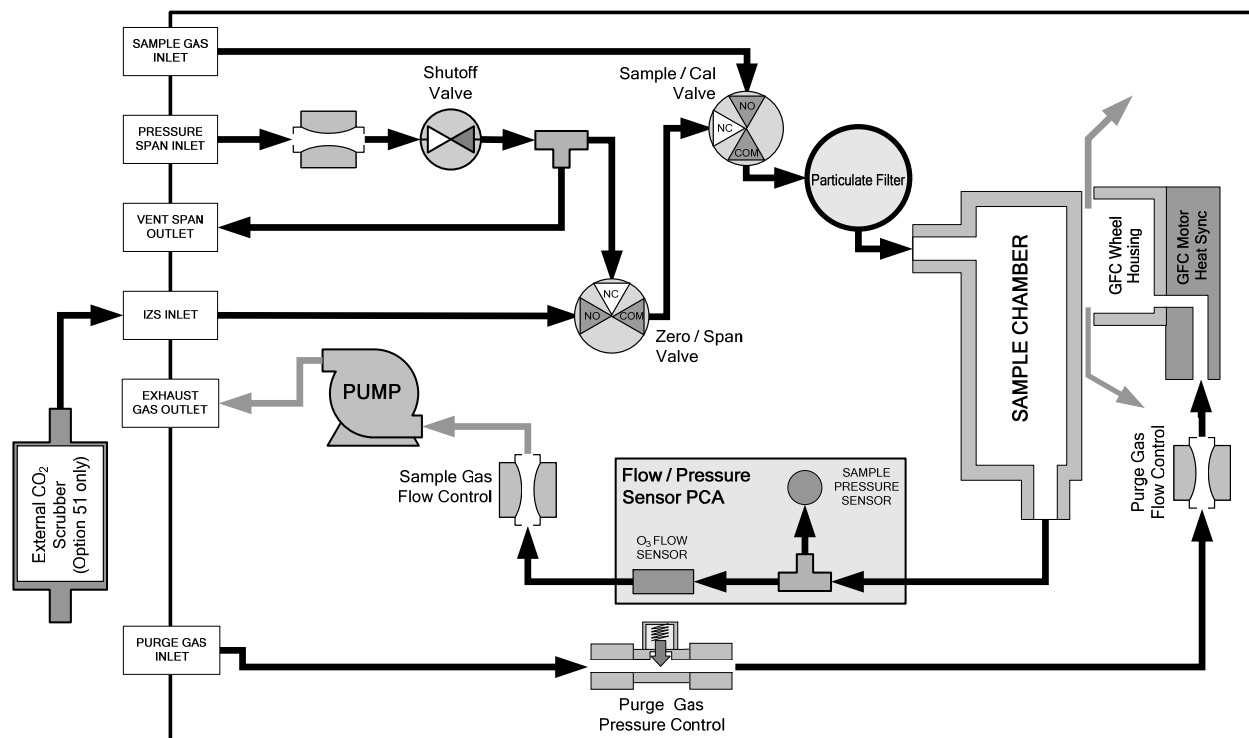 SAMPLE GAS
INLET
PRESSURE
SPAN INLET
VENT SPAN
OUTLET
IZS INLET
EXHAUST
GAS OUTLET
PURGE GAS
INLET
External CO₂
Scrubber
(Option 51 only)
Shutoff
Valve
Sample / Cal
Valve
NO
NC
COM
Particulate Filter
NC
NO
COM
Zero / Span
Valve
PUMP
Sample Gas
Flow Control
Flow / Pressure
Sensor PCA
SAMPLE
PRESSURE
SENSOR
O₃ FLOW
SENSOR
SAMPLE CHAMBER
GFC Wheel
Housing
GFC Motor
Heat Sync
Purge Gas
Flow Control
Purge Gas
Pressure Control